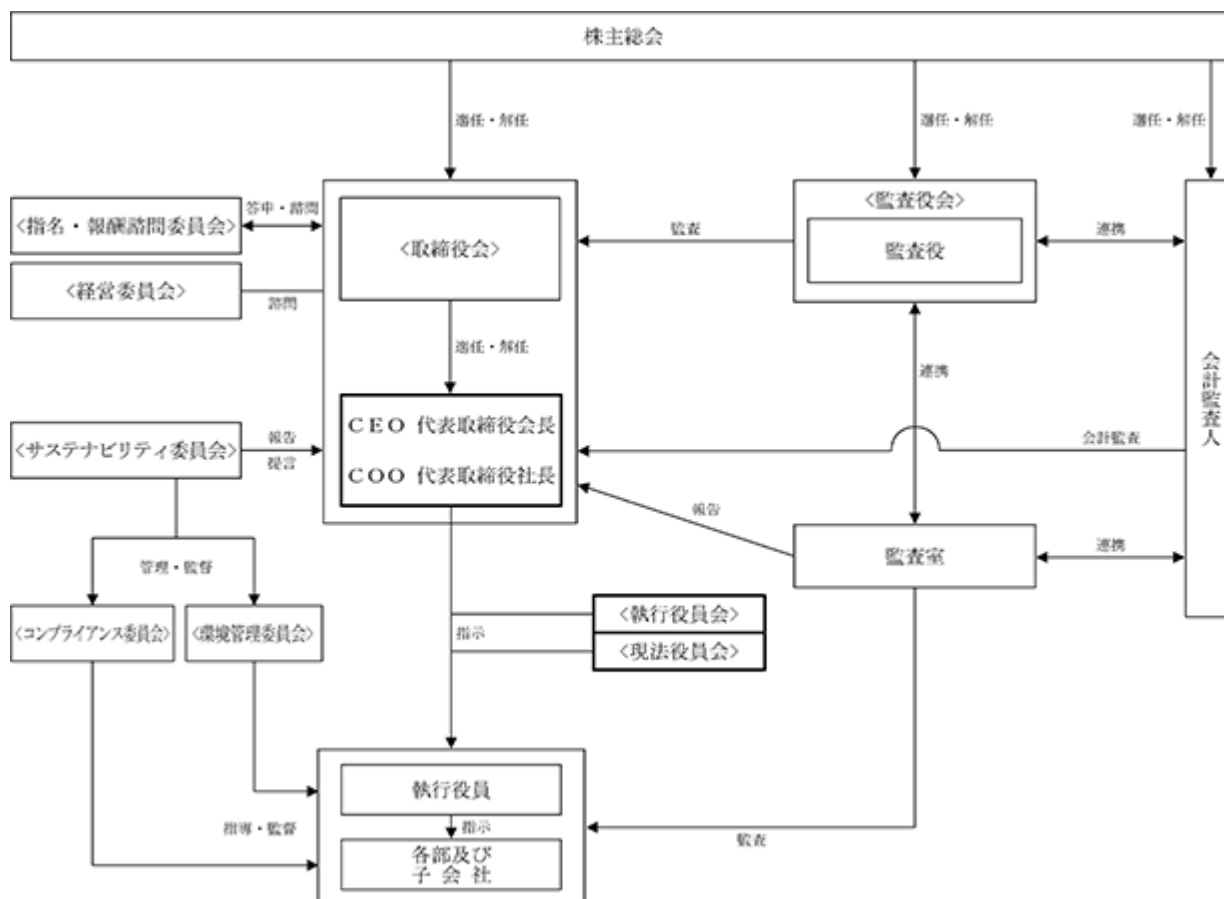 株主総会
選任・解任
選任・解任
選任・解任
<指名・報酬諮問委員会>
答申・諮問
<取締役会>
<監査役会>
監査役
監査
連携
<経営委員会>
諮問
選任・解任
連携
会計監査人
CEO 代表取締役会長
COO 代表取締役社長
<サステナビリティ委員会>
報告
提言
会計監査
報告
監査室
連携
管理・監督
<コンプライアンス委員会>
<環境管理委員会>
指示
<執行役員会>
<現法役員会>
執行役員
指示
各部及び
子会社
指導・監督
監査